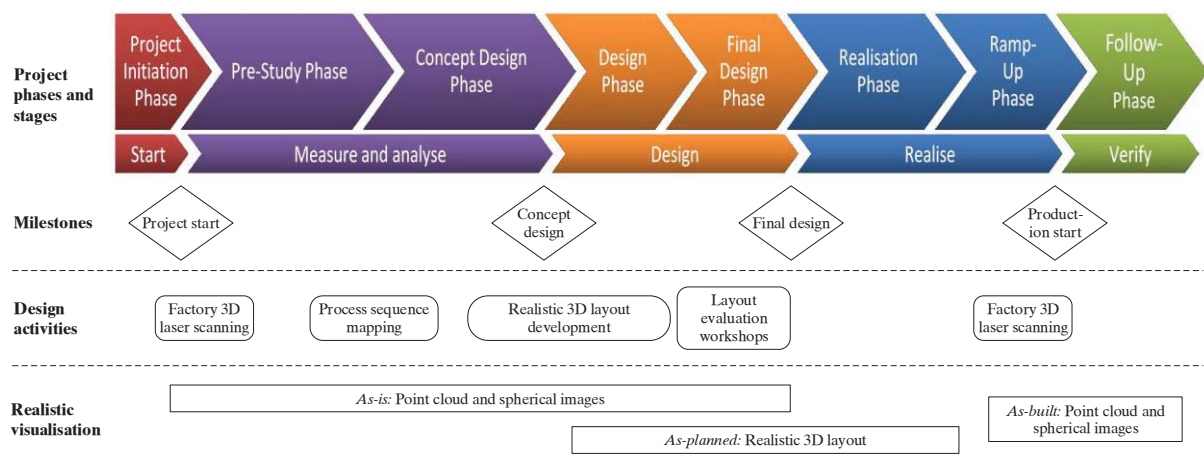 Project
phases and
stages
Project
Initiation
Phase
Pre-Study Phase
Concept Design
Phase
Design
Phase
Final
Design
Phase
Realisation
Phase
Ramp-
Up
Phase
Follow-
Up
Phase
Start
Measure and analyse
Design
Realise
Verify
Milestones
Project start
Concept
design
Final design
Product-
ion start
Design
activities
Factory 3D
laser scanning
Process sequence
mapping
Realistic 3D layout
development
Layout
evaluation
workshops
Factory 3D
laser scanning
Realistic
visualisation
As-is: Point cloud and spherical images
As-planned: Realistic 3D layout
As-built: Point cloud and
spherical images